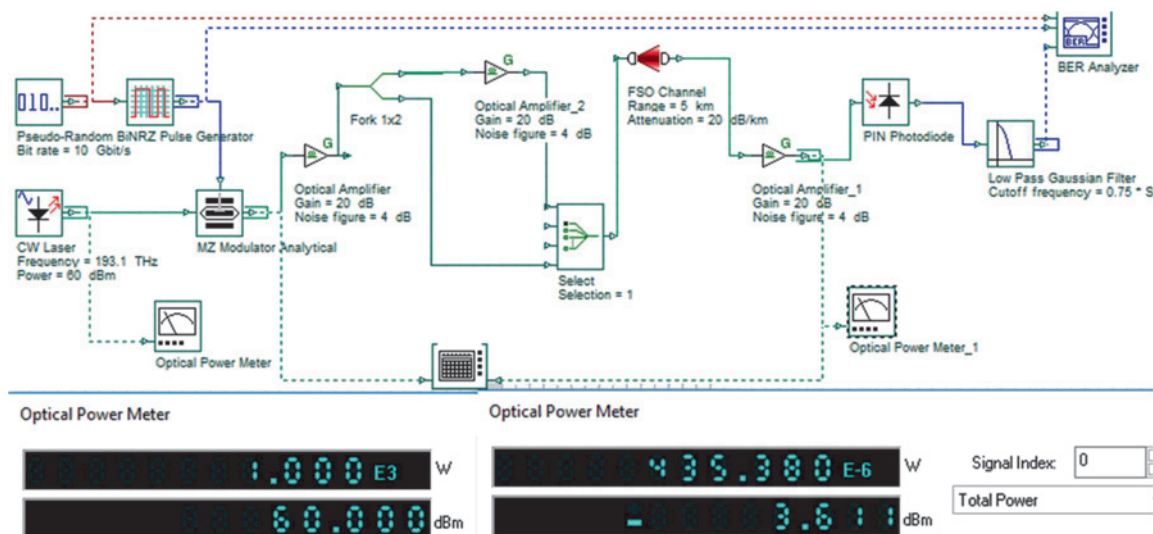 BER
BER Analyzer
010..
Pseudo-Random BiNRZ Pulse Generator
Bit rate = 10 Gbit/s
Fork 1x2
G
Optical Amplifier_2
Gain = 20 dB
Noise figure = 4 dB
FSO Channel
Range = 5 km
Attenuation = 20 dB/km
PIN Photodiode
Low Pass Gaussian Filter
Cutoff frequency = 0.75 * S
G
Optical Amplifier
Gain = 20 dB
Noise figure = 4 dB
G
Optical Amplifier_1
Gain = 20 dB
Noise figure = 4 dB
CW Laser
Frequency = 193.1 THz
Power = 60 dBm
MZ Modulator Analytical
Select
Selection = 1
Optical Power Meter
Optical Power Meter_1
Optical Power Meter
1.000 E3 W
60.000 dBm
Optical Power Meter
435.380 E-6 W
-3.611 dBm
Signal Index: 0
Total Power